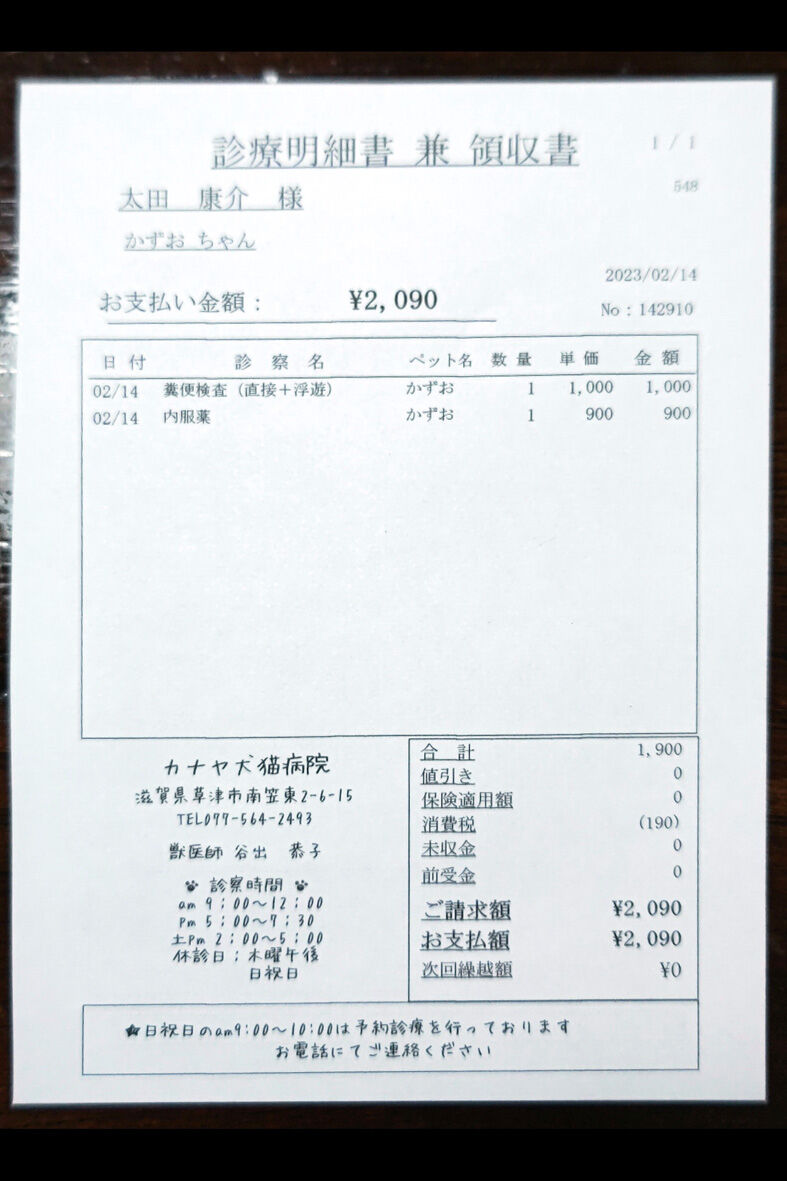 診療明細書 兼 領収書
1 / 1
548
太田 康介 様
かずお ちゃん
2023/02/14
お支払い金額： ¥2,090
No：142910
日 付 診 察 名 ペット名 数 量 単 価 金 額
02/14 糞便検査（直接＋浮遊） かずお 1 1,000 1,000
02/14 内服薬 かずお 1 900 900
カナヤ犬猫病院
滋賀県草津市南笠東2-6-15
TEL077-564-2493
獣医師 谷出 恭子
診察時間
am 9：00～12：00
pm 5：00～7：30
土pm 2：00～5：00
休診日；木曜午後
日祝日
合 計 1,900
値引き 0
保険適用額 0
消費税 (190)
未収金 0
前受金 0
ご請求額 ¥2,090
お支払額 ¥2,090
次回繰越額 ¥0
★日祝日のam9:00～10:00は予約診療を行っております
お電話にてご連絡ください